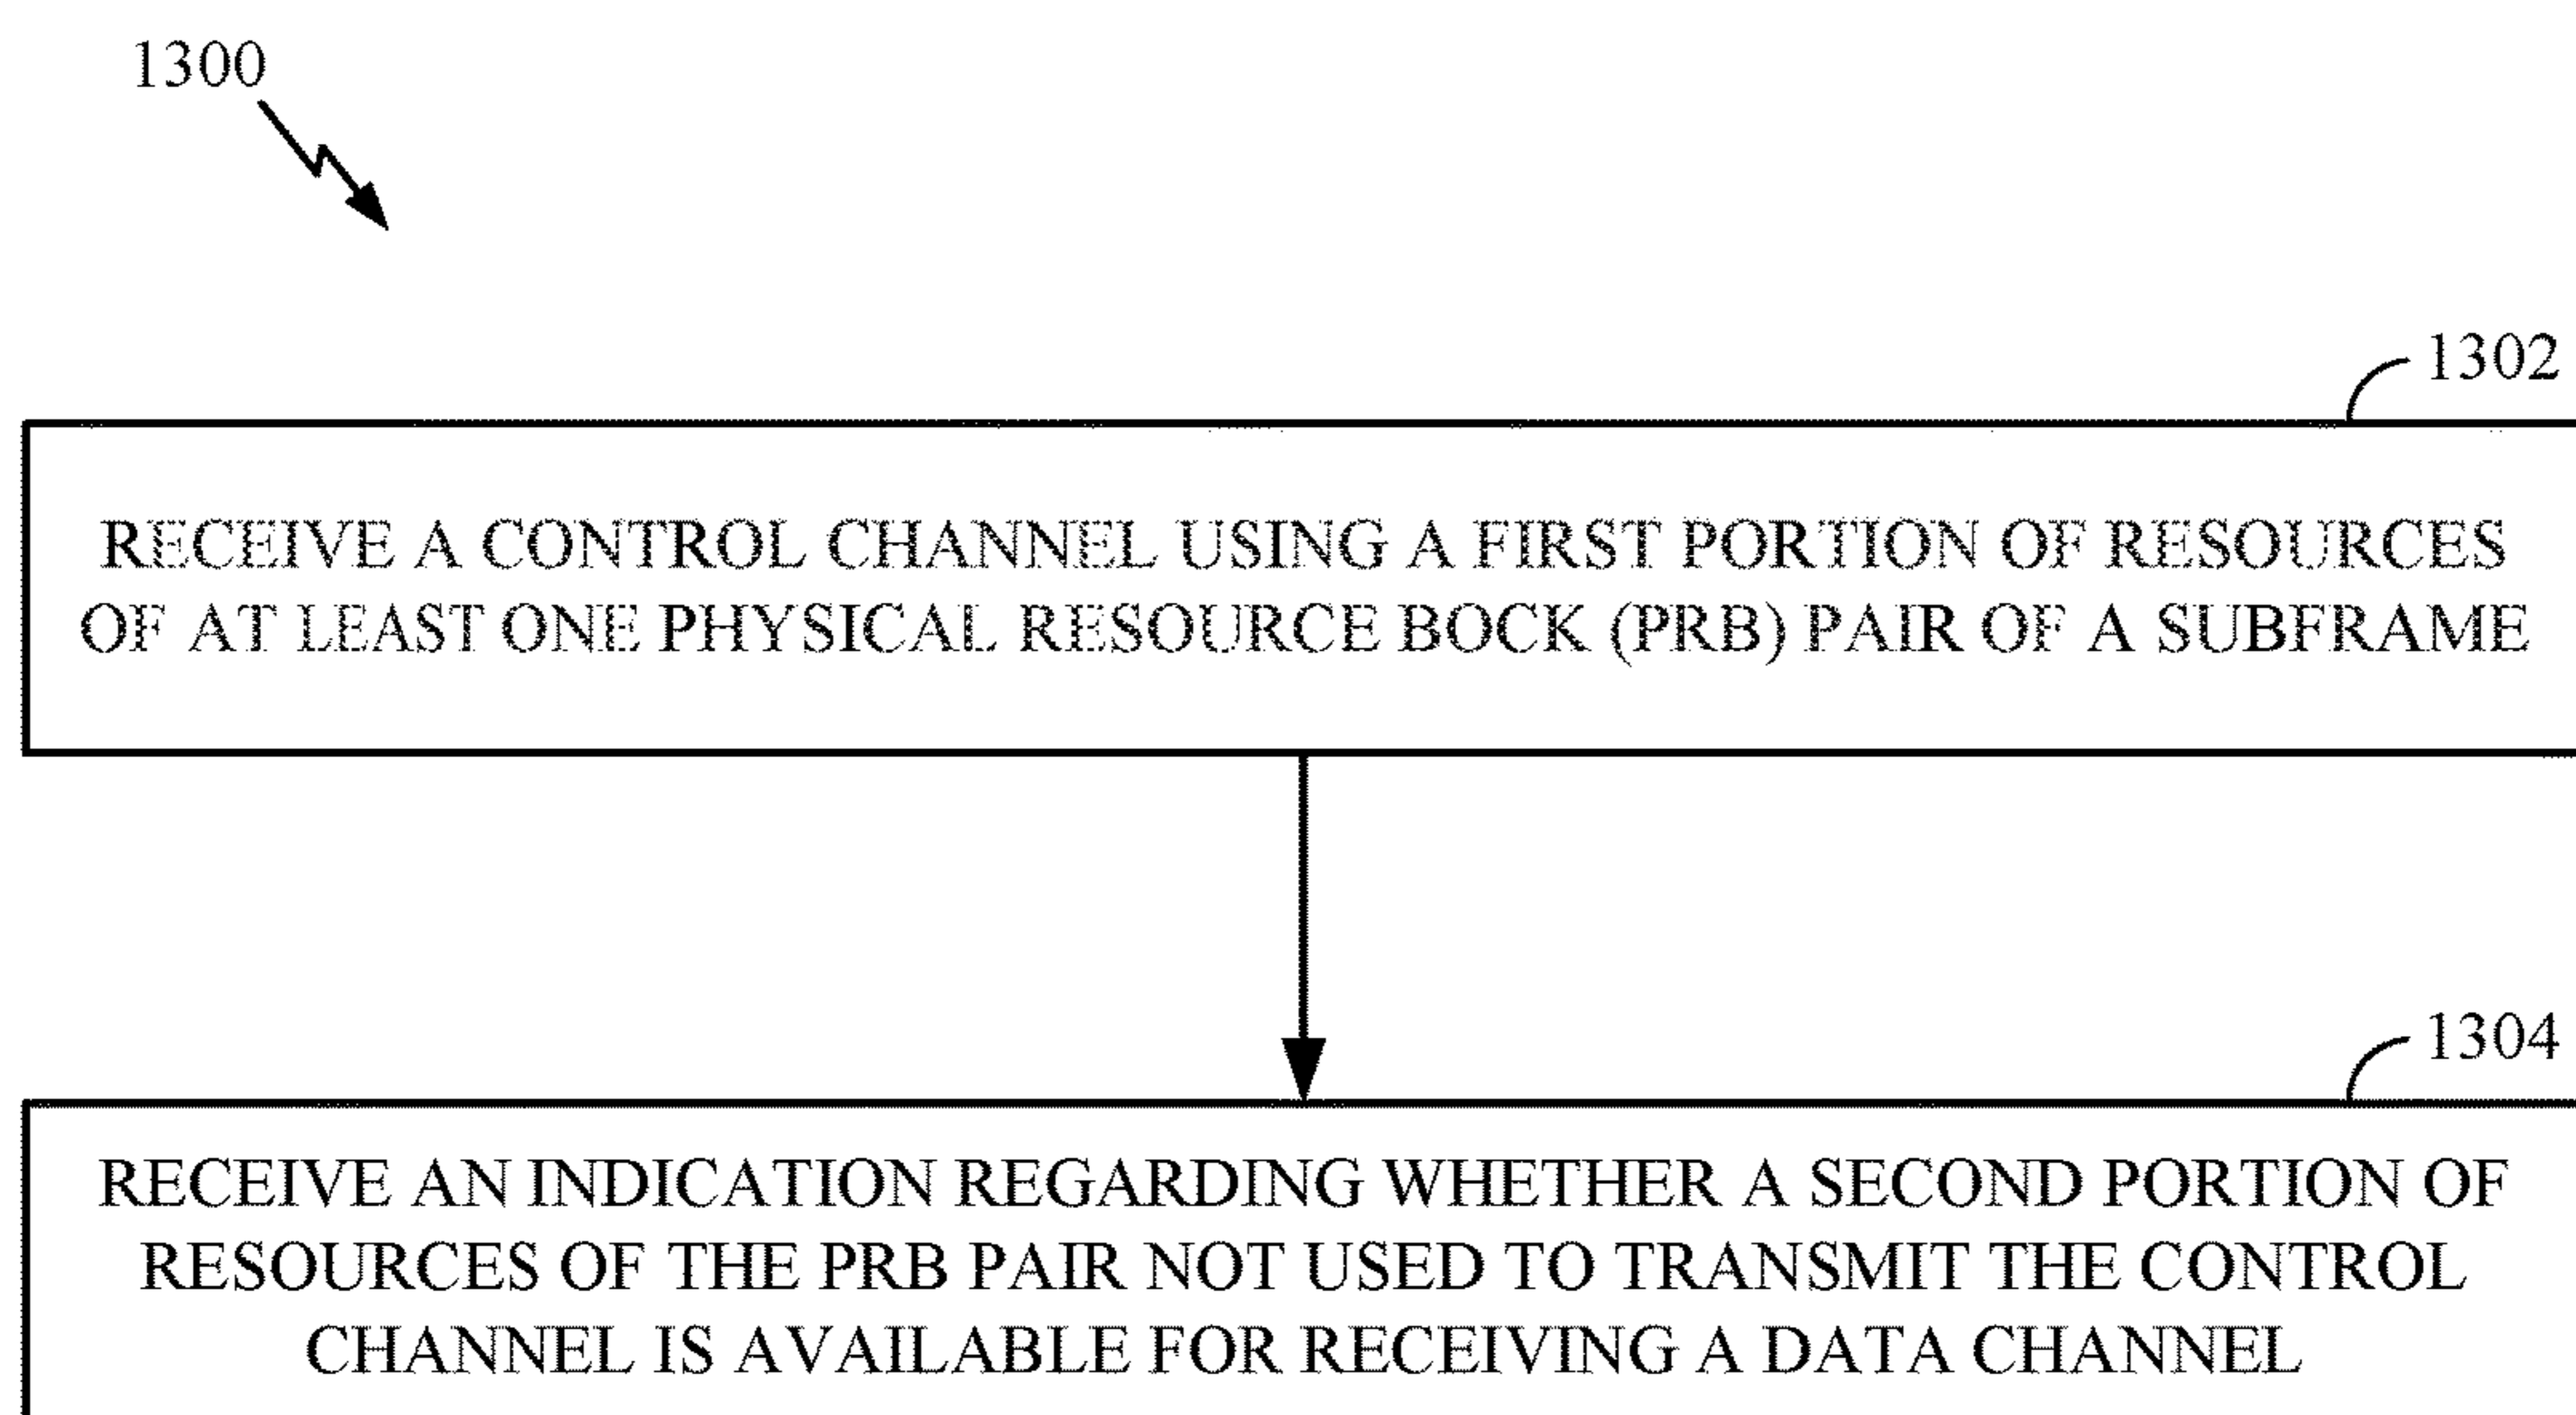 1300
1302
RECEIVE A CONTROL CHANNEL USING A FIRST PORTION OF RESOURCES
OF AT LEAST ONE PHYSICAL RESOURCE BOCK (PRB) PAIR OF A SUBFRAME
1304
RECEIVE AN INDICATION REGARDING WHETHER A SECOND PORTION OF
RESOURCES OF THE PRB PAIR NOT USED TO TRANSMIT THE CONTROL
CHANNEL IS AVAILABLE FOR RECEIVING A DATA CHANNEL